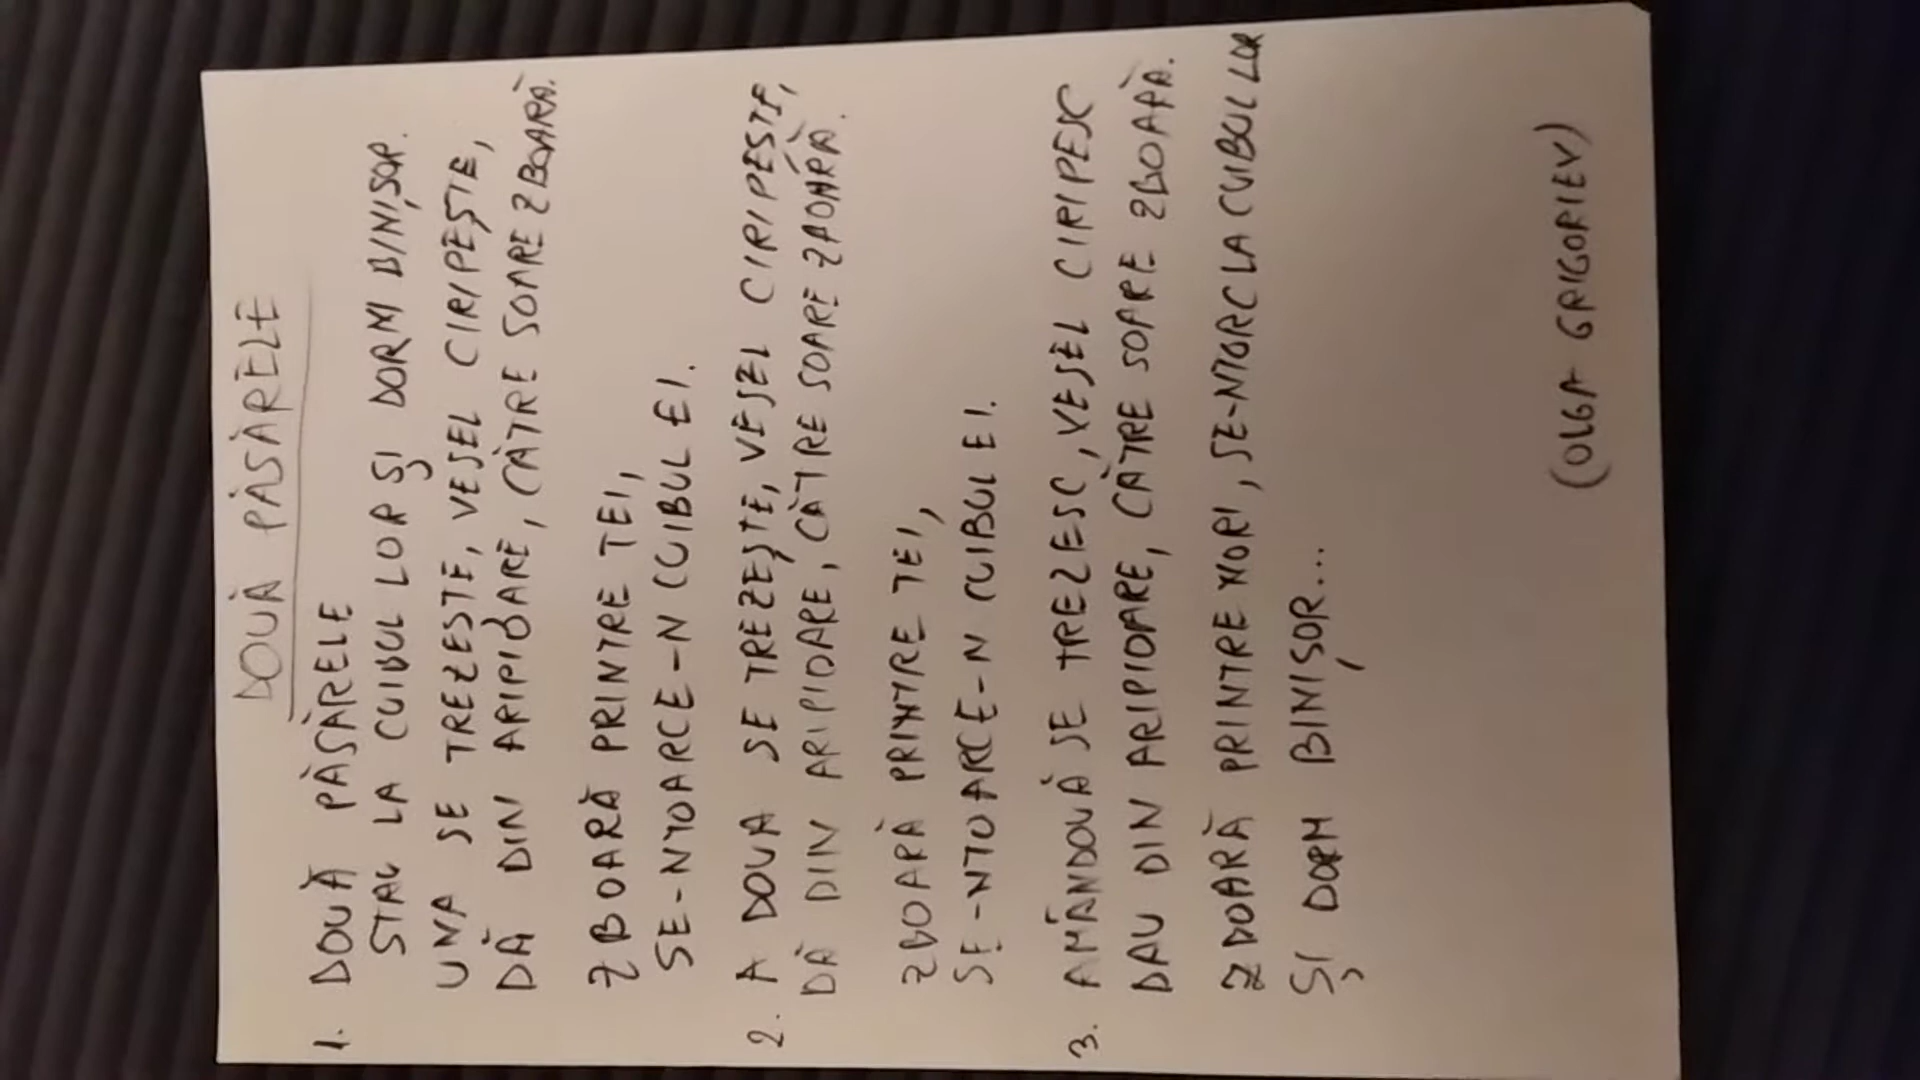 DOUĂ PĂSĂRELE
1. DOUĂ PĂSĂRELE
STAU LA CUIBUL LOR ȘI DORM BINIȘOR.
UNA SE TREZESTE, VESEL CIRIPEȘTE,
DĂ DIN ARIPIOARE, CĂTRE SOARE ZBOARĂ.
ZBOARĂ PRINTRE TEI,
SE-NTOARCE-N CUIBUL EI.
2. A DOUA SE TREZEȘTE, VESEL CIRIPESTE,
DĂ DIN ARIPIOARE, CĂTRE SOARE ZBOARĂ.
ZBOARĂ PRINTRE TEI,
SE-NTOARCE-N CUIBUL EI.
3. AMÂNDOUĂ SE TREZESC, VESEL CIRIPESC
DAU DIN ARIPIOARE, CĂTRE SOARE ZBOARĂ.
ZBOARĂ PRINTRE NORI, SE-NTORC LA CUIBUL LOR
ȘI DORM BINIȘOR...
(OLGA GRIGORIEV)